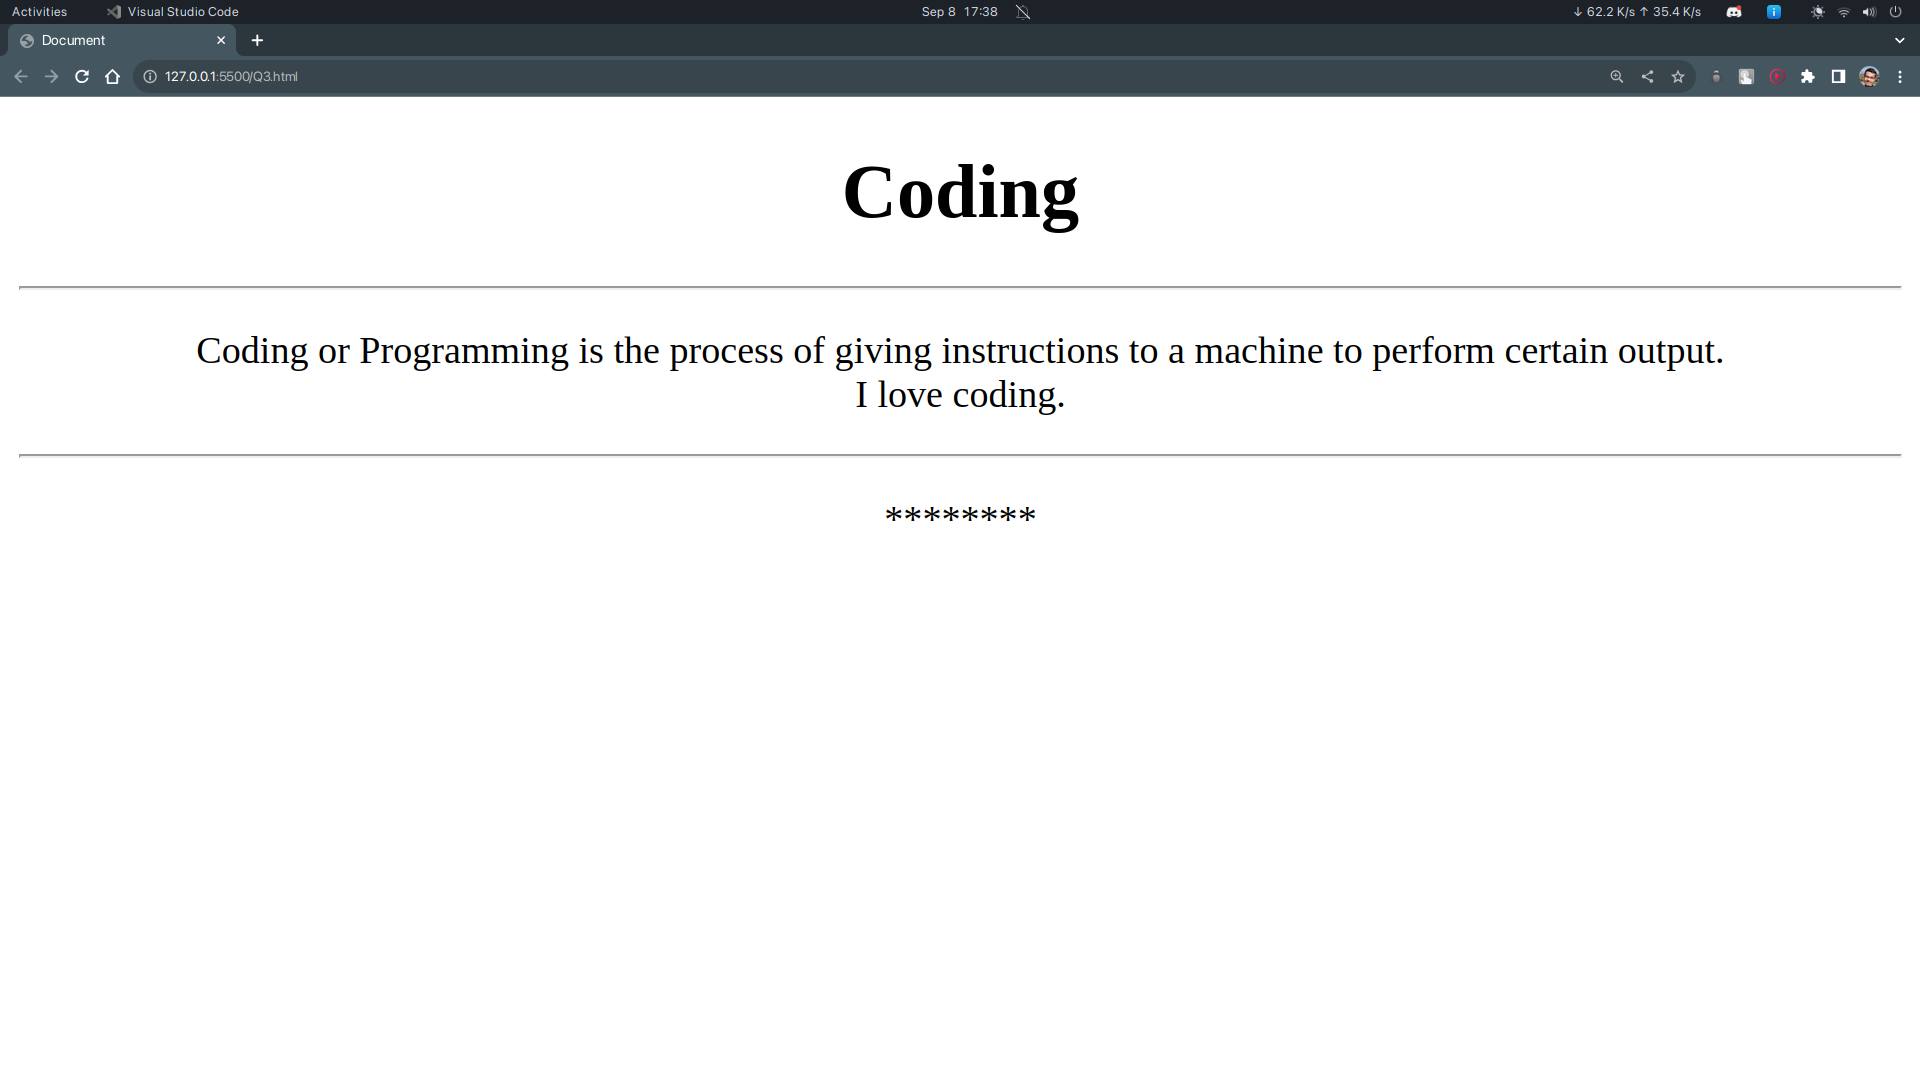 Activities Visual Studio Code Sep 8 17:38 ↓ 62.2 K/s ↑ 35.4 K/s
Document
127.0.0.1:5500/Q3.html
Coding
Coding or Programming is the process of giving instructions to a machine to perform certain output.
I love coding.
********